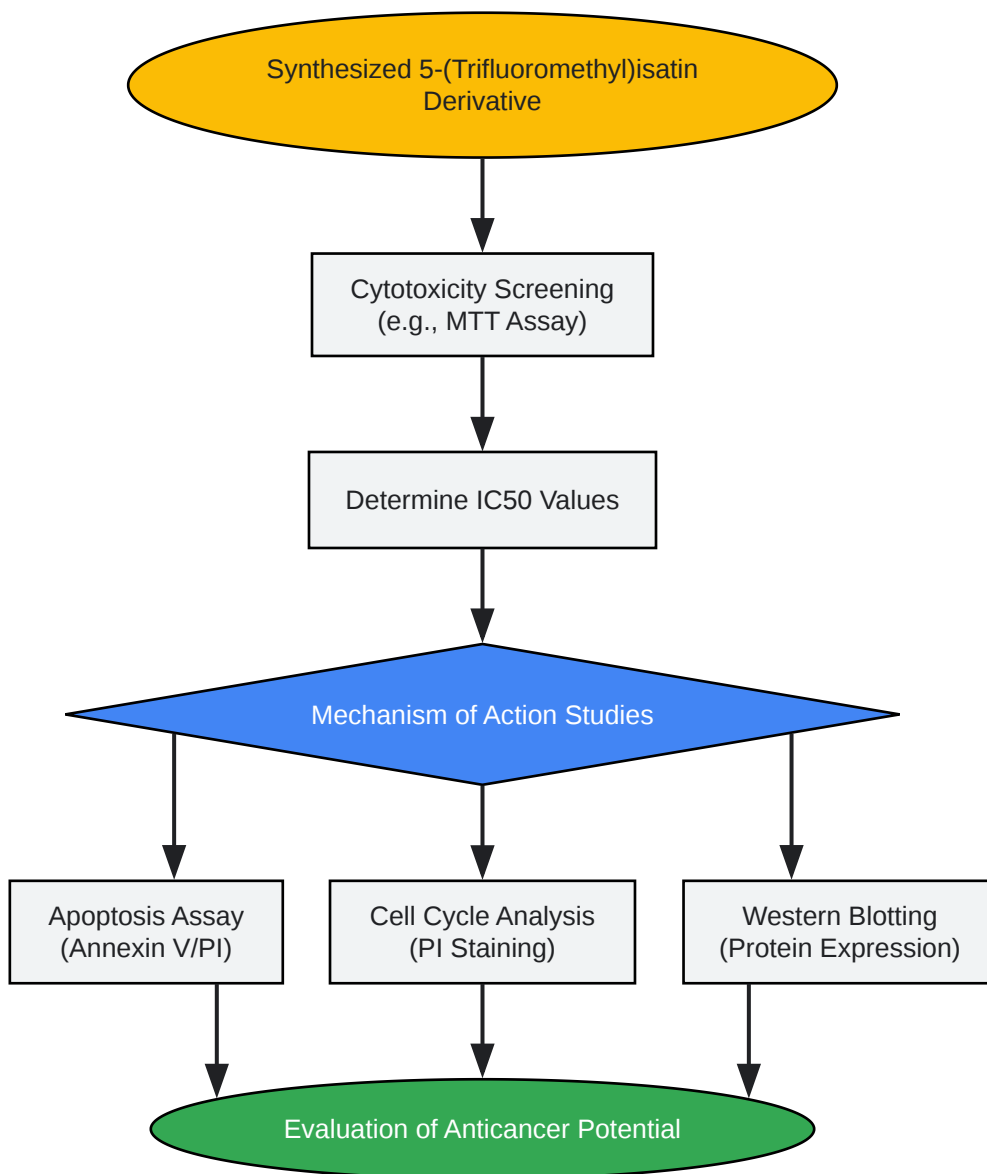 Synthesized 5-(Trifluoromethyl)isatin
Derivative
Cytotoxicity Screening
(e.g., MTT Assay)
Determine IC50 Values
Mechanism of Action Studies
Apoptosis Assay
(Annexin V/PI)
Cell Cycle Analysis
(PI Staining)
Western Blotting
(Protein Expression)
Evaluation of Anticancer Potential